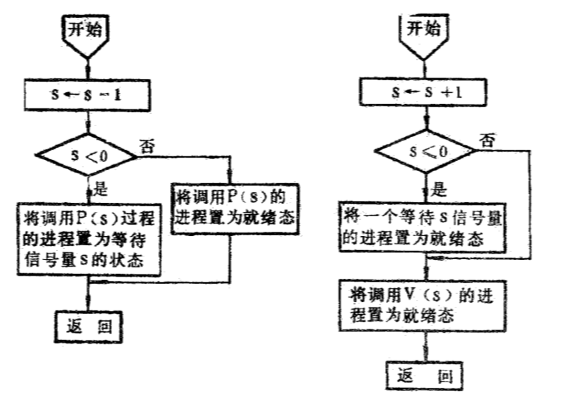 开始
S←S-1
S<0
否
是
将调用P(S)过程
的进程置为等待
信号量S的状态
将调用P(S)的
进程置为就绪态
返回
开始
S←S+1
S≤0
否
是
将一个等待S信号量
的进程置为就绪态
将调用V(S)的进
程置为就绪态
返回